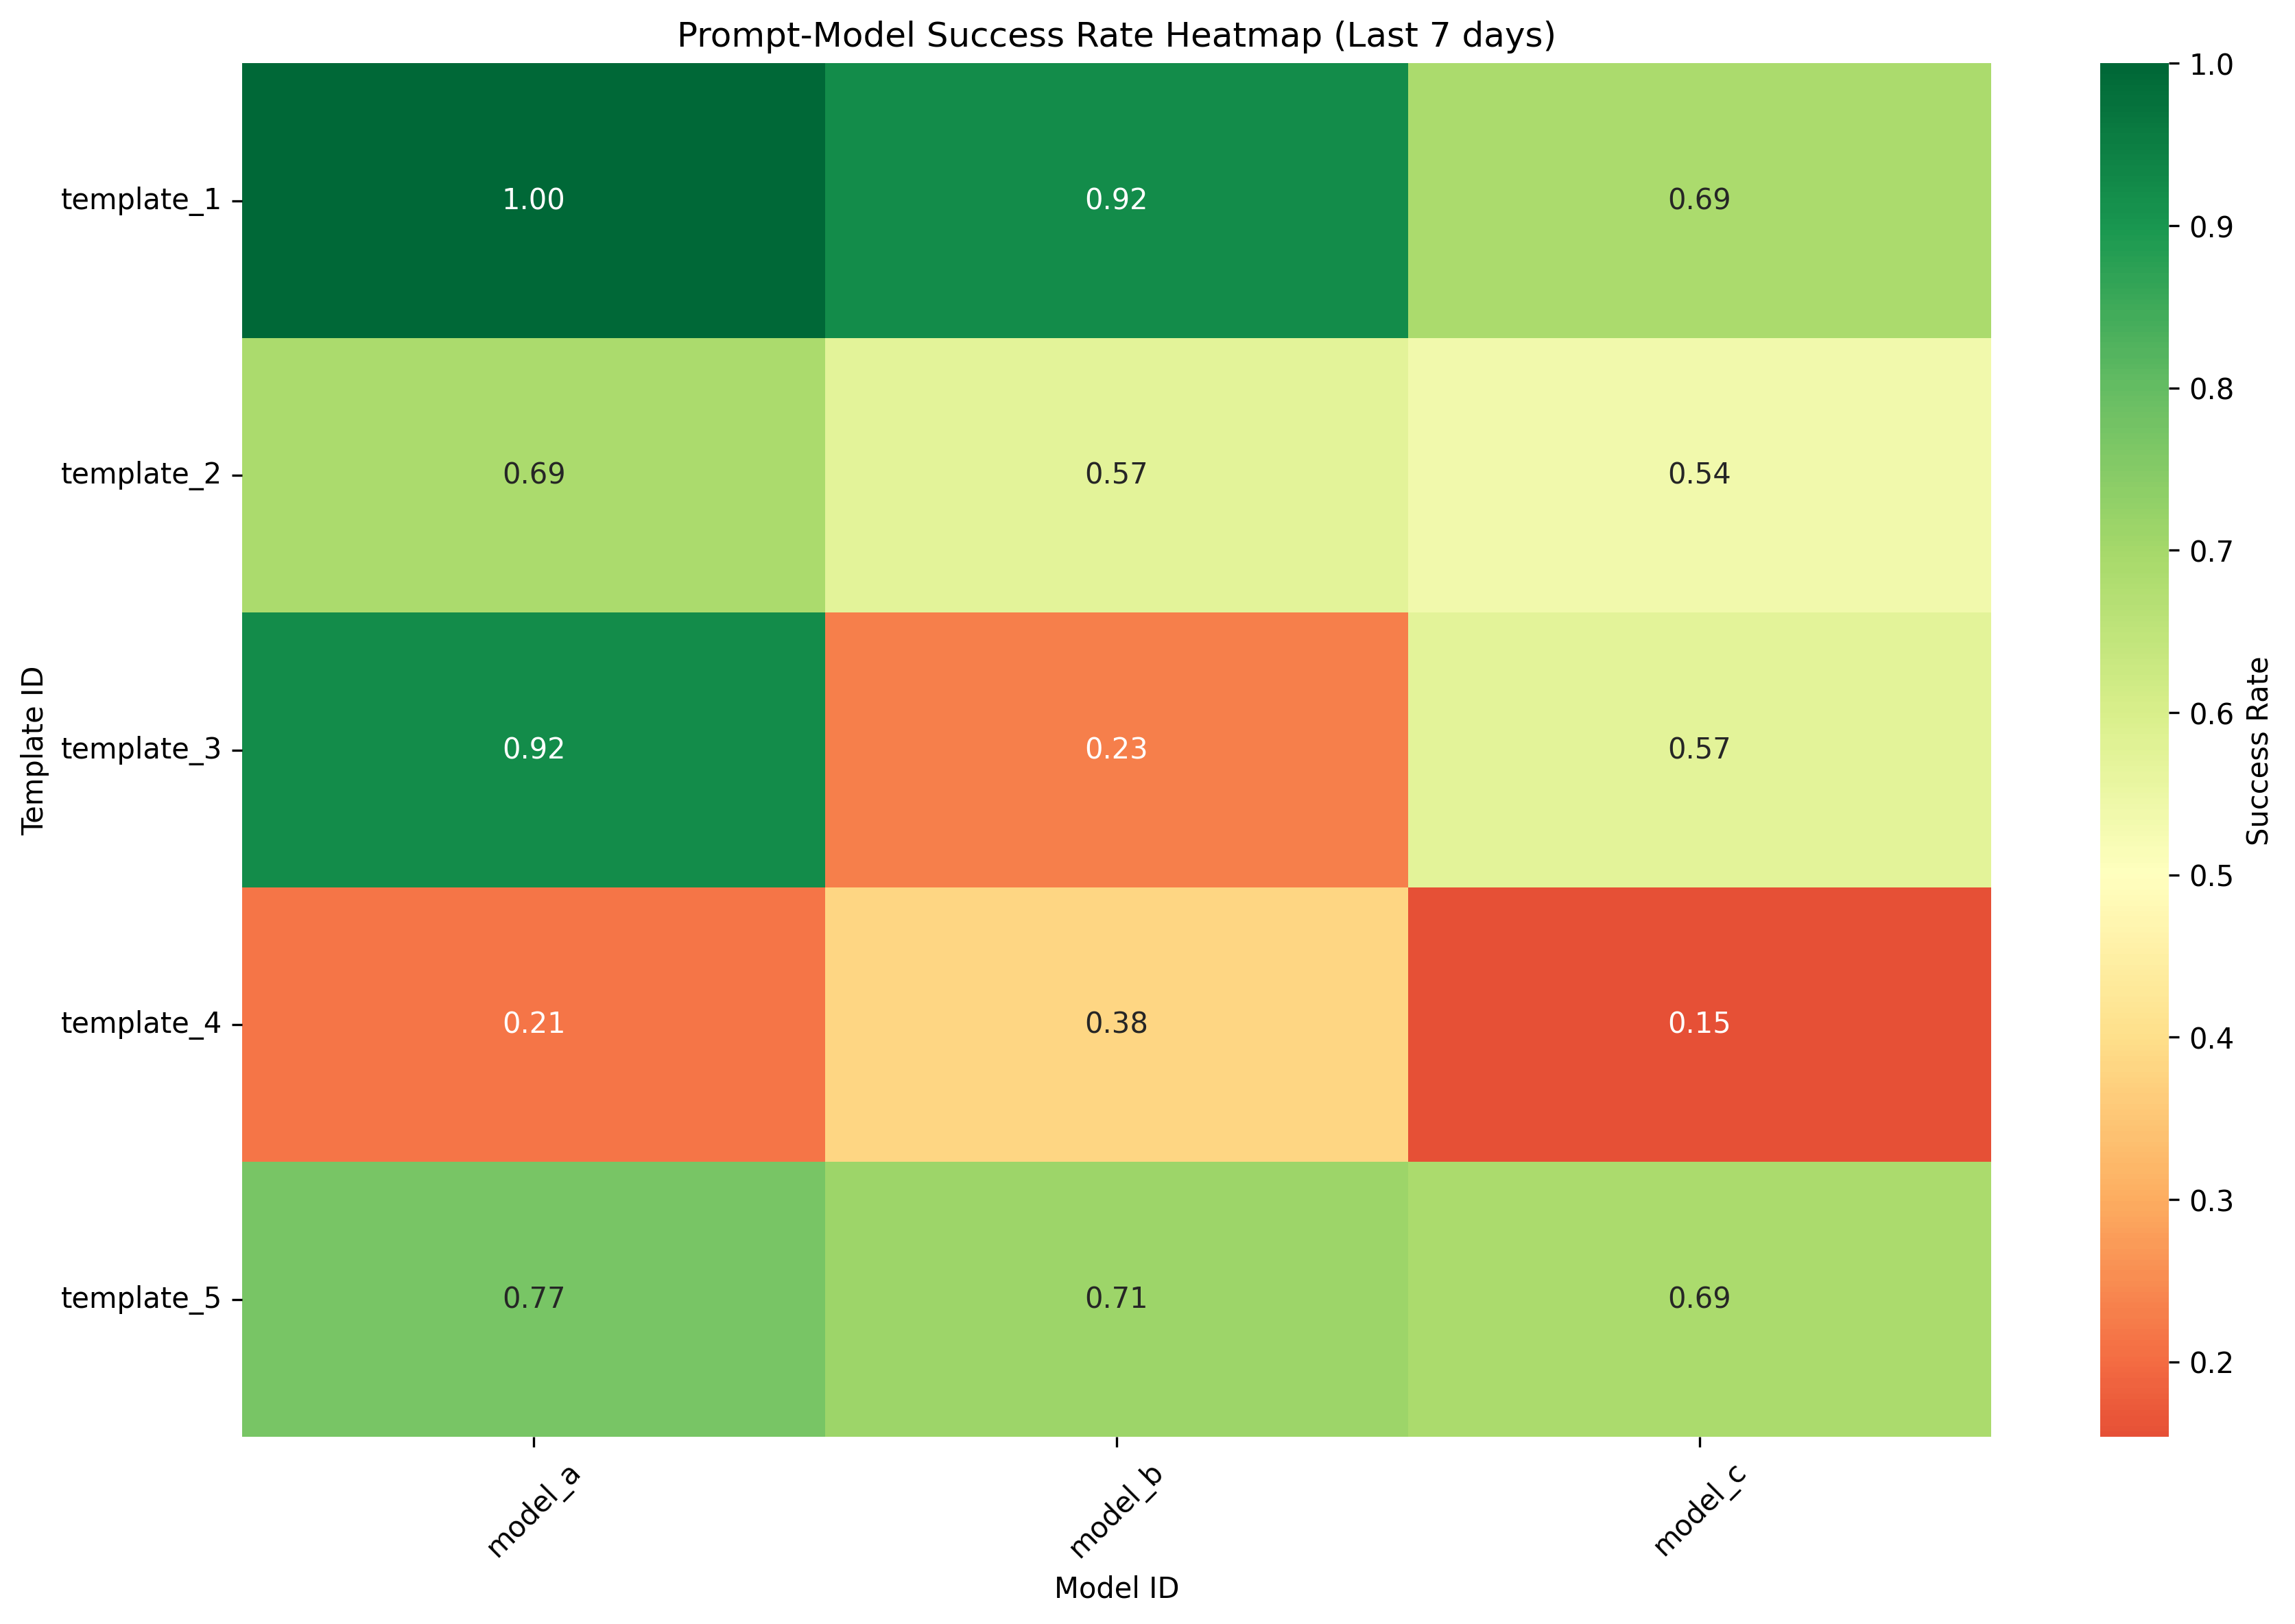 Prompt-Model Success Rate Heatmap (Last 7 days)
template_1
1.00
0.92
0.69
template_2
0.69
0.57
0.54
template_3
0.92
0.23
0.57
template_4
0.21
0.38
0.15
template_5
0.77
0.71
0.69
Template ID
model_a
model_b
model_c
Model ID
1.0
0.9
0.8
0.7
0.6
0.5
0.4
0.3
0.2
Success Rate